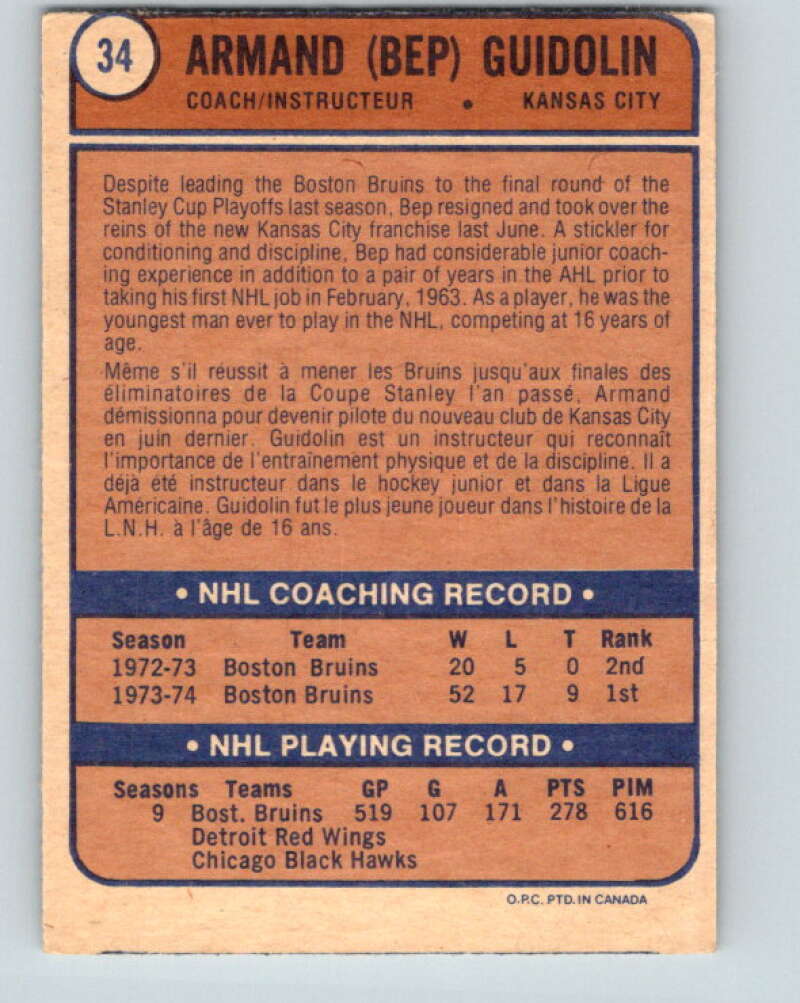 34
ARMAND (BEP) GUIDOLIN
COACH/INSTRUCTEUR • KANSAS CITY
Despite leading the Boston Bruins to the final round of the
Stanley Cup Playoffs last season, Bep resigned and took over the
reins of the new Kansas City franchise last June. A stickler for
conditioning and discipline, Bep had considerable junior coach-
ing experience in addition to a pair of years in the AHL prior to
taking his first NHL job in February, 1963. As a player, he was the
youngest man ever to play in the NHL, competing at 16 years of
age.
Même s'il réussit à mener les Bruins jusqu'aux finales des
éliminatoires de la Coupe Stanley l'an passé, Armand
démissionna pour devenir pilote du nouveau club de Kansas City
en juin dernier. Guidolin est un instructeur qui reconnaît
l'importance de l'entraînement physique et de la discipline. Il a
déjà été instructeur dans le hockey junior et dans la Ligue
Américaine. Guidolin fut le plus jeune joueur dans l'histoire de la
L.N.H. à l'âge de 16 ans.
• NHL COACHING RECORD •
Season Team W L T Rank
1972-73 Boston Bruins 20 5 0 2nd
1973-74 Boston Bruins 52 17 9 1st
• NHL PLAYING RECORD •
Seasons Teams GP G A PTS PIM
9 Bost. Bruins 519 107 171 278 616
Detroit Red Wings
Chicago Black Hawks
O.P.C. PTD. IN CANADA